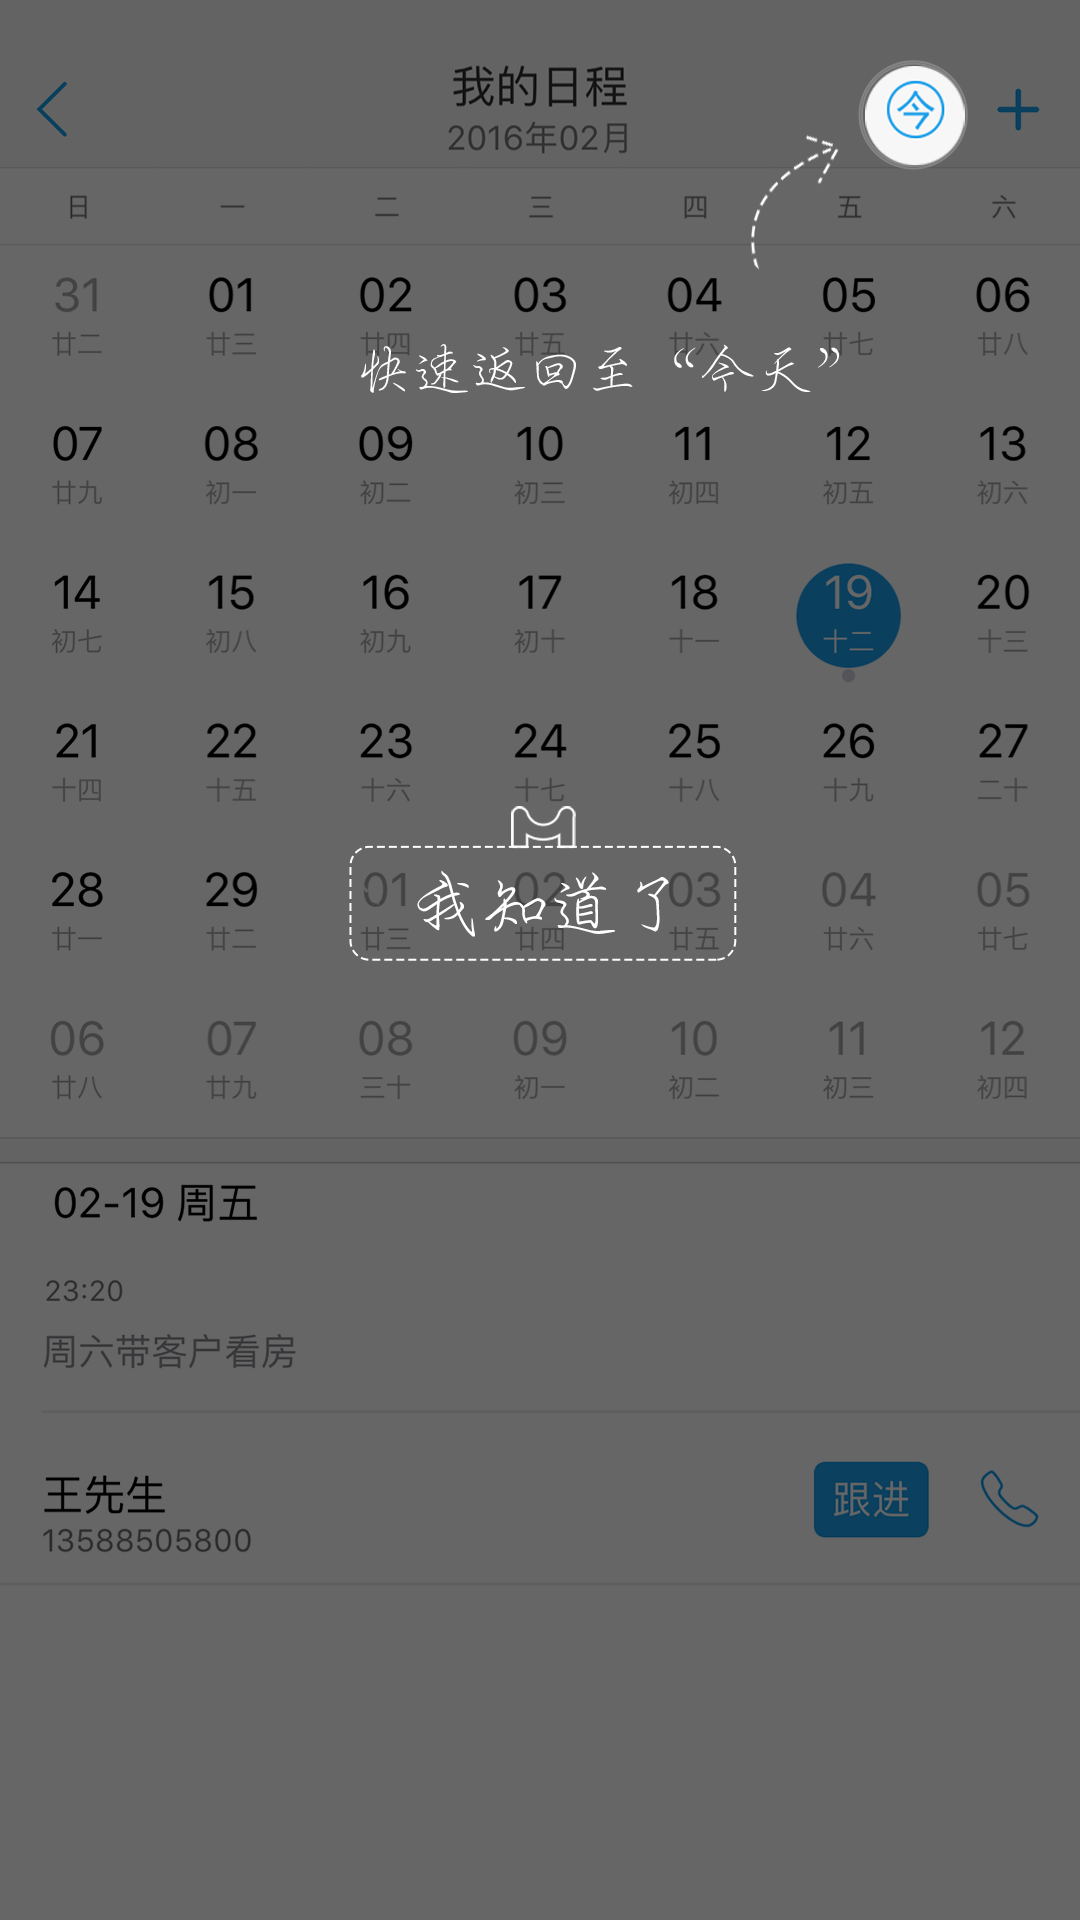 我的日程
2016年02月
今
日 一 二 三 四 五 六
31 01 02 03 04 05 06
廿二 廿三 廿四 廿五 廿六 廿七 廿八
快速返回至“今天”
07 08 09 10 11 12 13
廿九 初一 初二 初三 初四 初五 初六
14 15 16 17 18 19 20
初七 初八 初九 初十 十一 十二 十三
21 22 23 24 25 26 27
十四 十五 十六 十七 十八 十九 二十
28 29 01 02 03 04 05
我知道了
廿一 廿二 廿三 廿四 廿五 廿六 廿七
06 07 08 09 10 11 12
廿八 廿九 三十 初一 初二 初三 初四
02-19 周五
23:20
周六带客户看房
王先生
13588505800
跟进